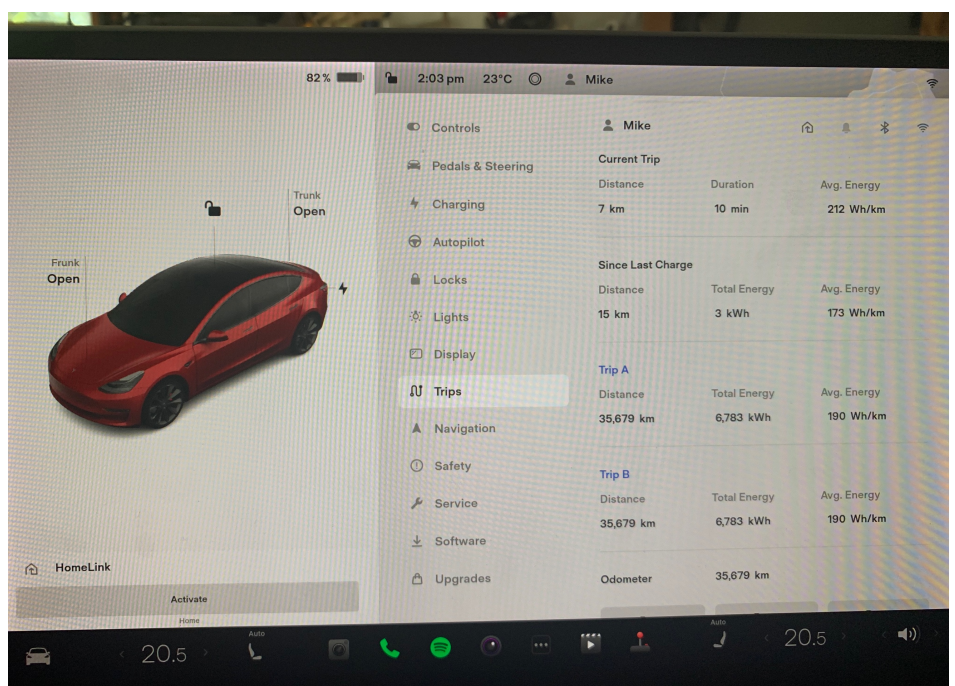 82%
2:03 pm 23°C Mike
Trunk
Open
Frunk
Open
HomeLink
Activate
Home
Controls
Pedals & Steering
Charging
Autopilot
Locks
Lights
Display
Trips
Navigation
Safety
Service
Software
Upgrades
Mike
Current Trip
Distance Duration Avg. Energy
7 km 10 min 212 Wh/km
Since Last Charge
Distance Total Energy Avg. Energy
15 km 3 kWh 173 Wh/km
Trip A
Distance Total Energy Avg. Energy
35,679 km 6,783 kWh 190 Wh/km
Trip B
Distance Total Energy Avg. Energy
35,679 km 6,783 kWh 190 Wh/km
Odometer 35,679 km
Auto Auto
20.5 20.5